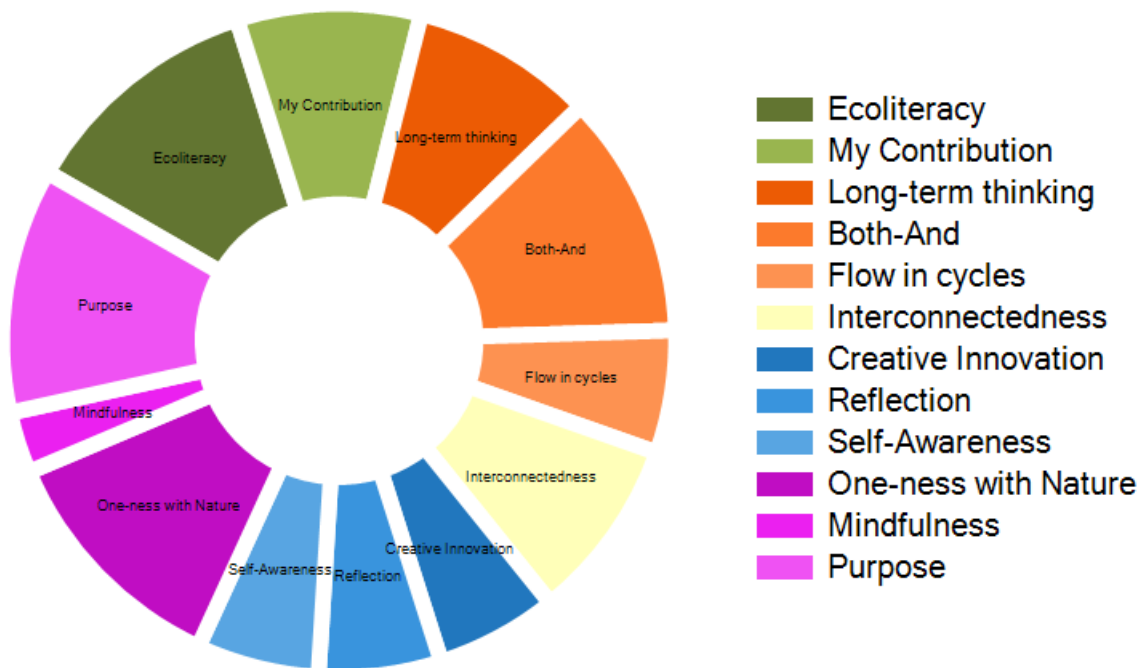 My Contribution
Long-term thinking
Ecoliteracy
Both-And
Purpose
Flow in cycles
Mindfulness
Interconnectedness
One-ness with Nature
Creative Innovation
Self-Awareness
Reflection
Ecoliteracy
My Contribution
Long-term thinking
Both-And
Flow in cycles
Interconnectedness
Creative Innovation
Reflection
Self-Awareness
One-ness with Nature
Mindfulness
Purpose